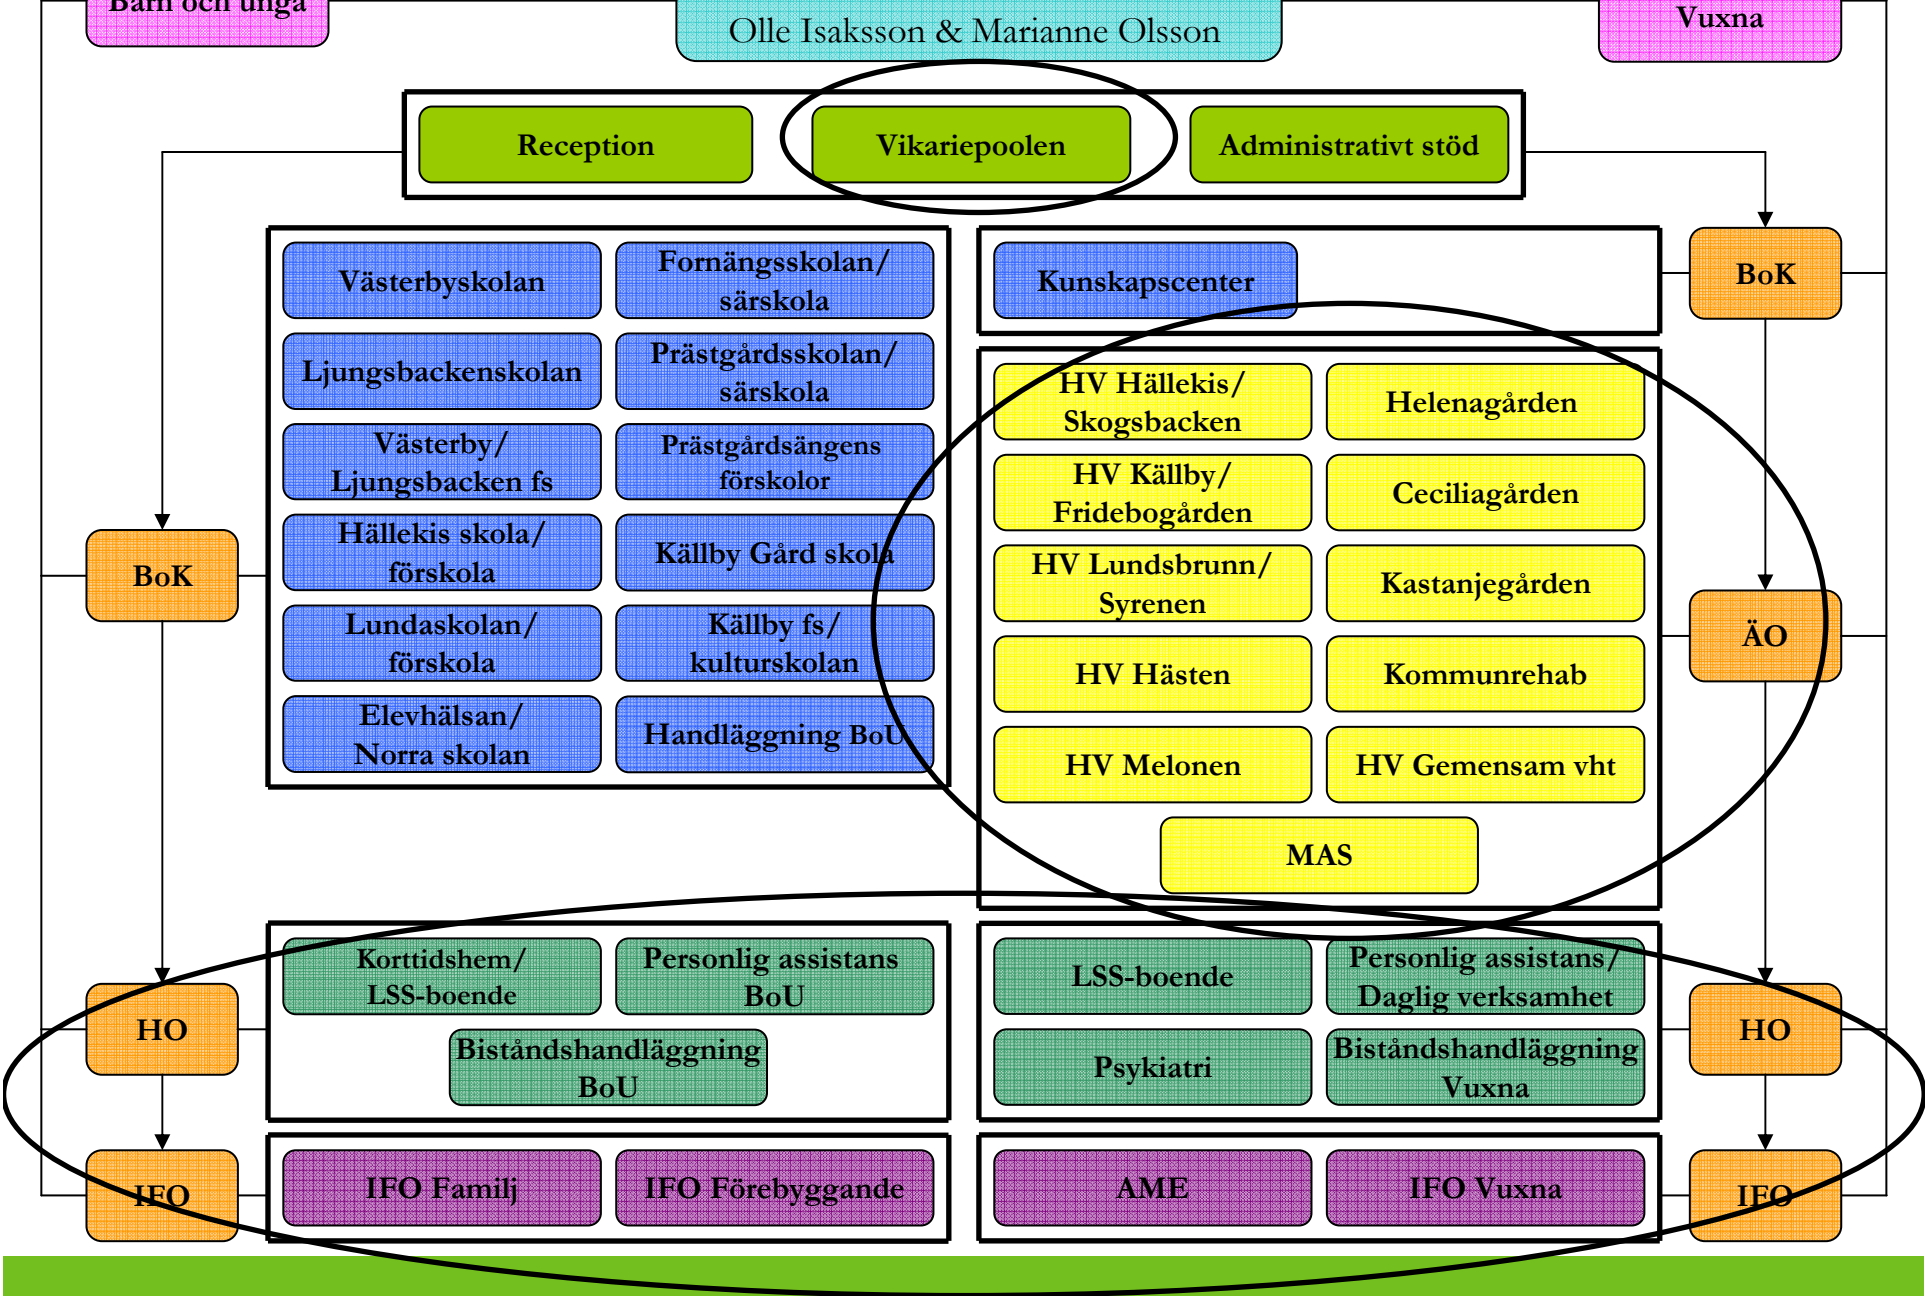 Barn och unga
Olle Isaksson & Marianne Olsson
Vuxna
Reception
Vikariepoolen
Administrativt stöd
Västerbyskolan
Fornängsskolan/
särskola
Ljungsbackenskolan
Prästgårdsskolan/
särskola
Västerby/
Ljungsbacken fs
Prästgårdsängens
förskolor
Hällekis skola/
förskola
Källby Gård skola
Lundaskolan/
förskola
Källby fs/
kulturskolan
Elevhälsan/
Norra skolan
Handläggning BoU
BoK
Kunskapscenter
BoK
HV Hällekis/
Skogsbacken
Helenagården
HV Källby/
Fridebogården
Ceciliagården
HV Lundsbrunn/
Syrenen
Kastanjegården
HV Hästen
Kommunrehab
HV Melonen
HV Gemensam vht
MAS
ÄO
HO
Korttidshem/
LSS-boende
Personlig assistans
BoU
Biståndshandläggning
BoU
LSS-boende
Personlig assistans/
Daglig verksamhet
Psykiatri
Biståndshandläggning
Vuxna
HO
IFO
IFO Familj
IFO Förebyggande
AME
IFO Vuxna
IFO